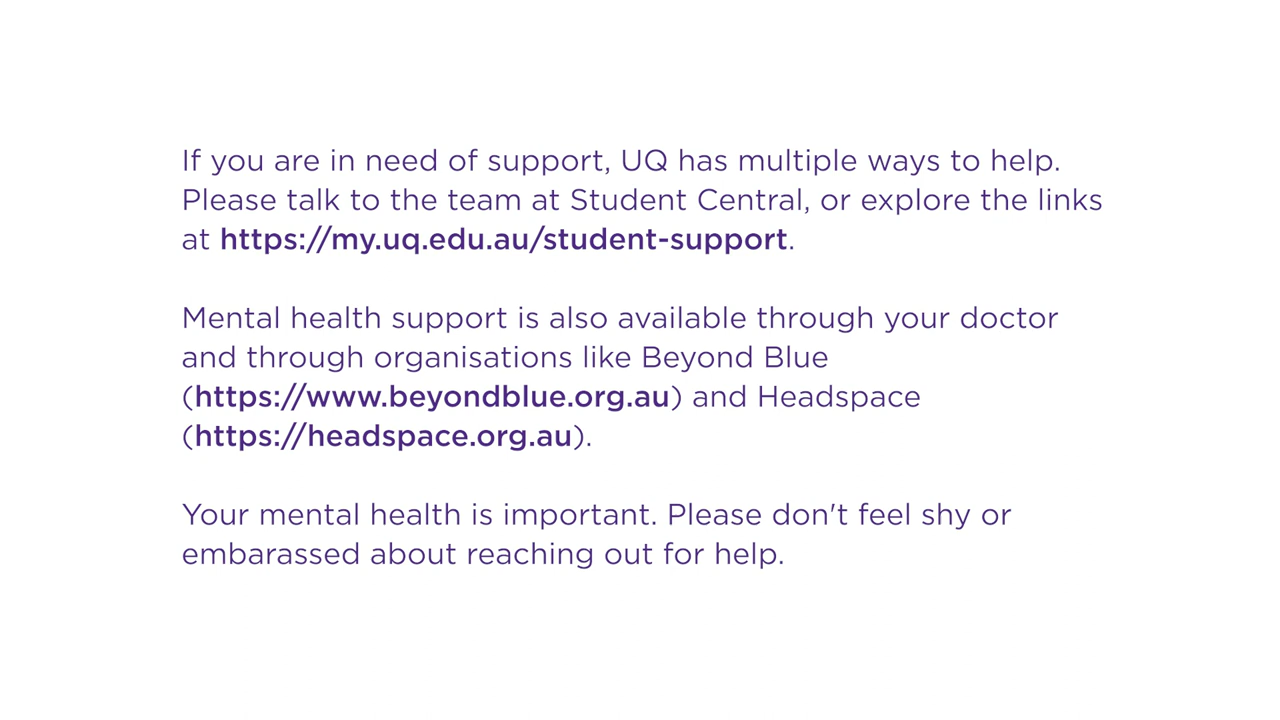 If you are in need of support, UQ has multiple ways to help.
Please talk to the team at Student Central, or explore the links
at https://my.uq.edu.au/student-support.
Mental health support is also available through your doctor
and through organisations like Beyond Blue
(https://www.beyondblue.org.au) and Headspace
(https://headspace.org.au).
Your mental health is important. Please don't feel shy or
embarassed about reaching out for help.